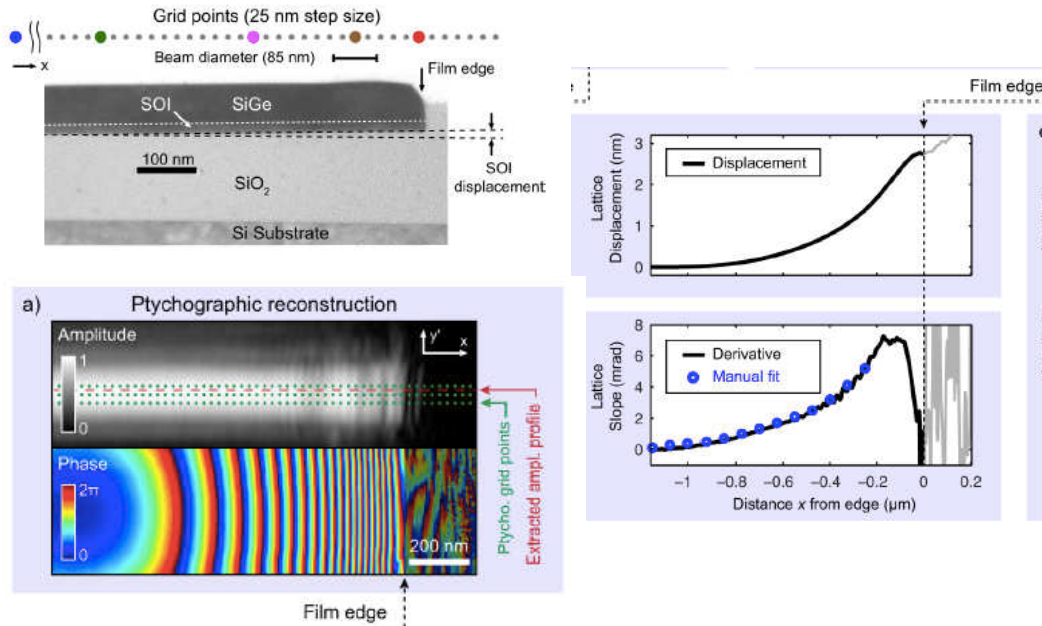 Grid points (25 nm step size)
x
Beam diameter (85 nm)
Film edge
SOI
SiGe
100 nm
SOI
displacement
SiO2
Si Substrate
a) Ptychographic reconstruction
Amplitude
1
0
y'
x
Phase
2π
0
200 nm
Ptycho. grid points
Extracted ampl. profile
Film edge
Film edge
Lattice
Displacement (nm)
3
2
1
0
Displacement
Lattice
Slope (mrad)
8
6
4
2
0
Derivative
Manual fit
−1 −0.8 −0.6 −0.4 −0.2 0 0.2
Distance x from edge (μm)